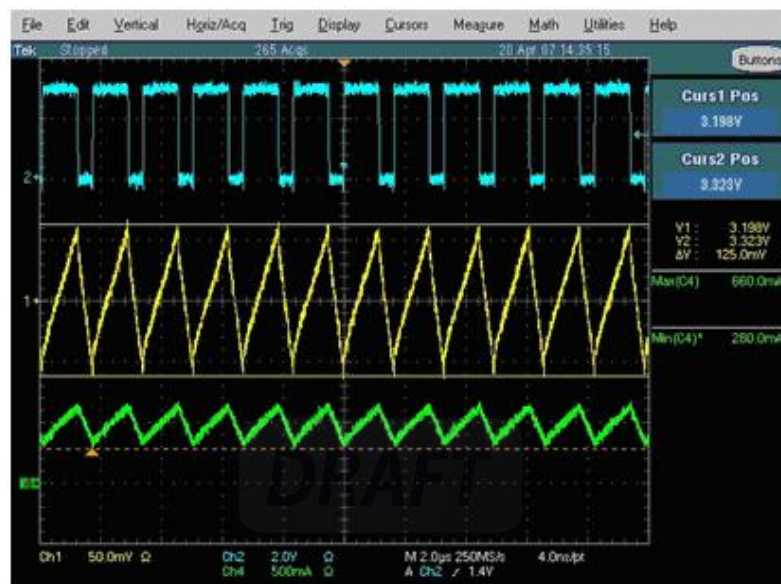 File Edit Vertical Horiz/Acq Trig Display Cursors Measure Math Utilities Help
Tek Stopped 265 Acqs 20 Apr 07 14:35:15
Buttons
Curs1 Pos
3.198V
Curs2 Pos
3.323V
V1: 3.198V
V2: 3.323V
ΔV: 125.0mV
Max(C4) 660.0mA
Min(C4)* 280.0mA
2
1
DRAFT
Ch1 50.0mV Ω Ch2 2.0V Ω M 2.0µs 250MS/s 4.0ns/pt
Ch4 500mA Ω A Ch2 ∕ 1.4V